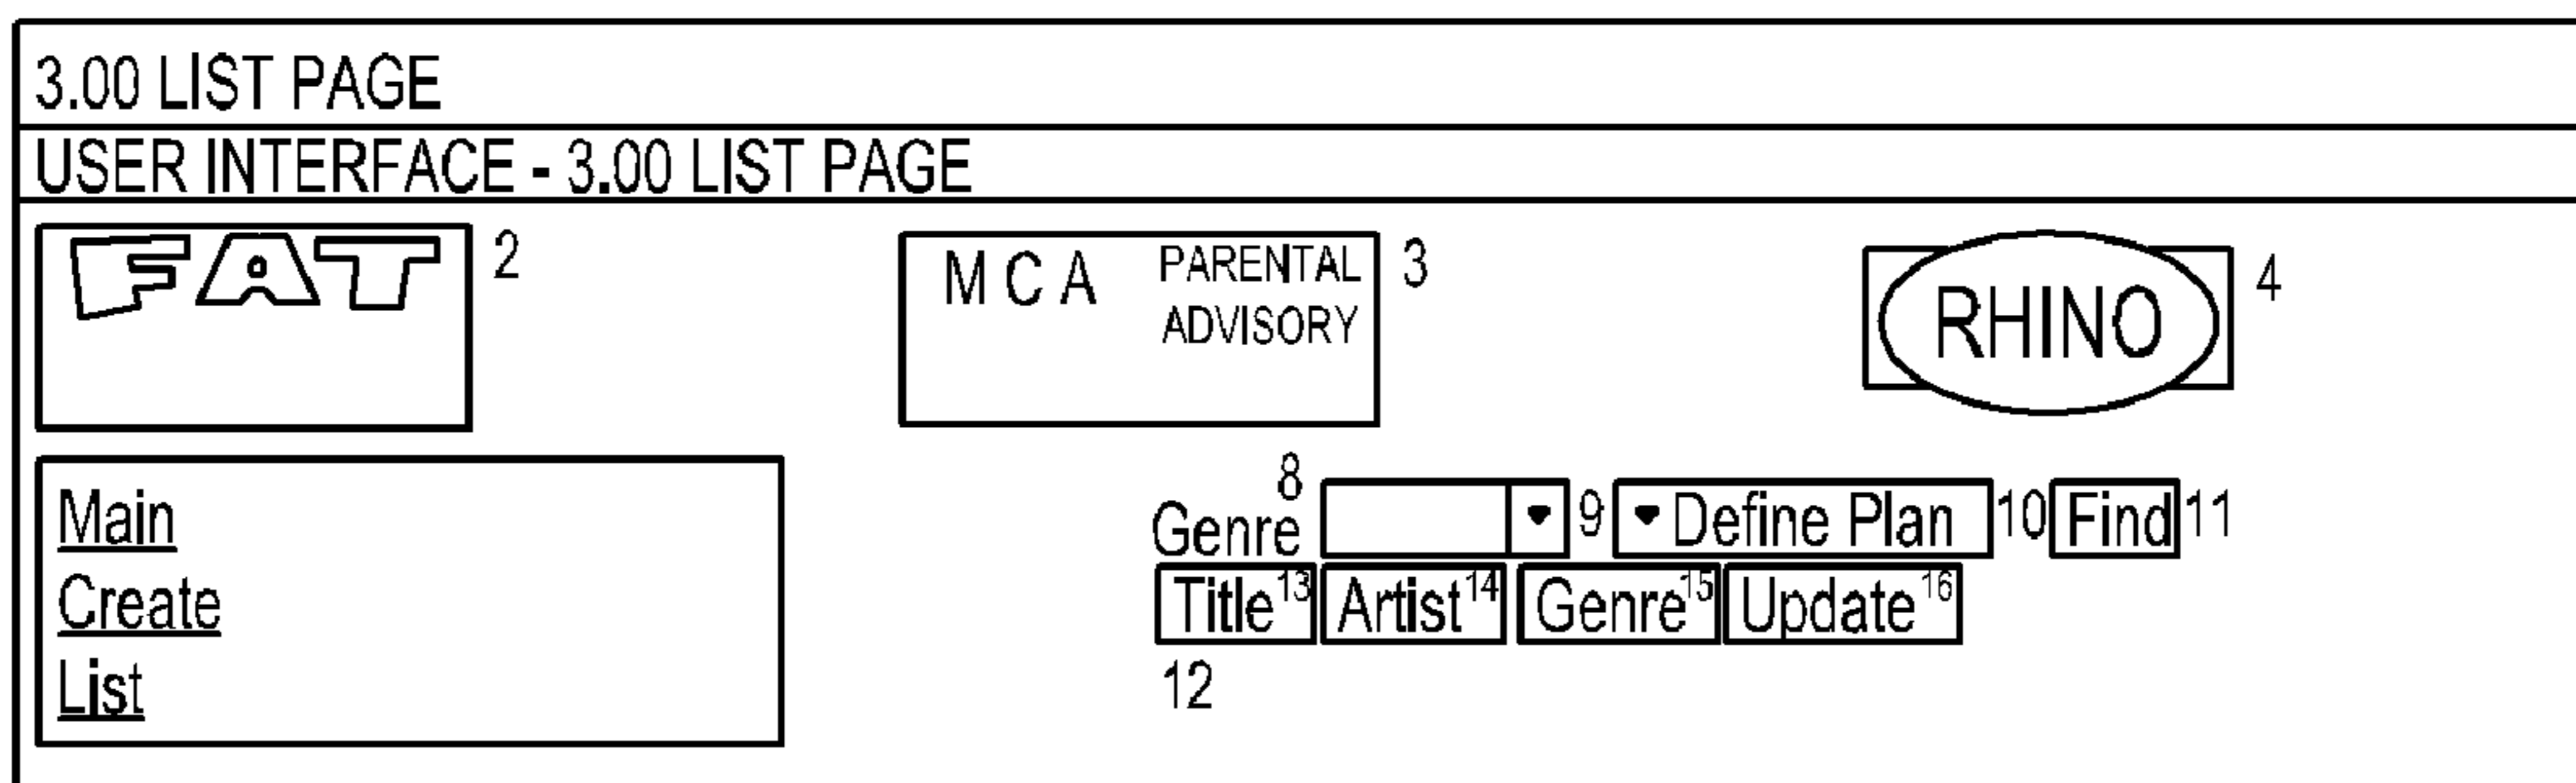 3.00 LIST PAGE
USER INTERFACE - 3.00 LIST PAGE
FAT 2
MCA PARENTAL ADVISORY 3
RHINO 4
Main
Create
List
8
Genre 9 Define Plan 10 Find 11
Title 13 Artist 14 Genre 15 Update 16
12